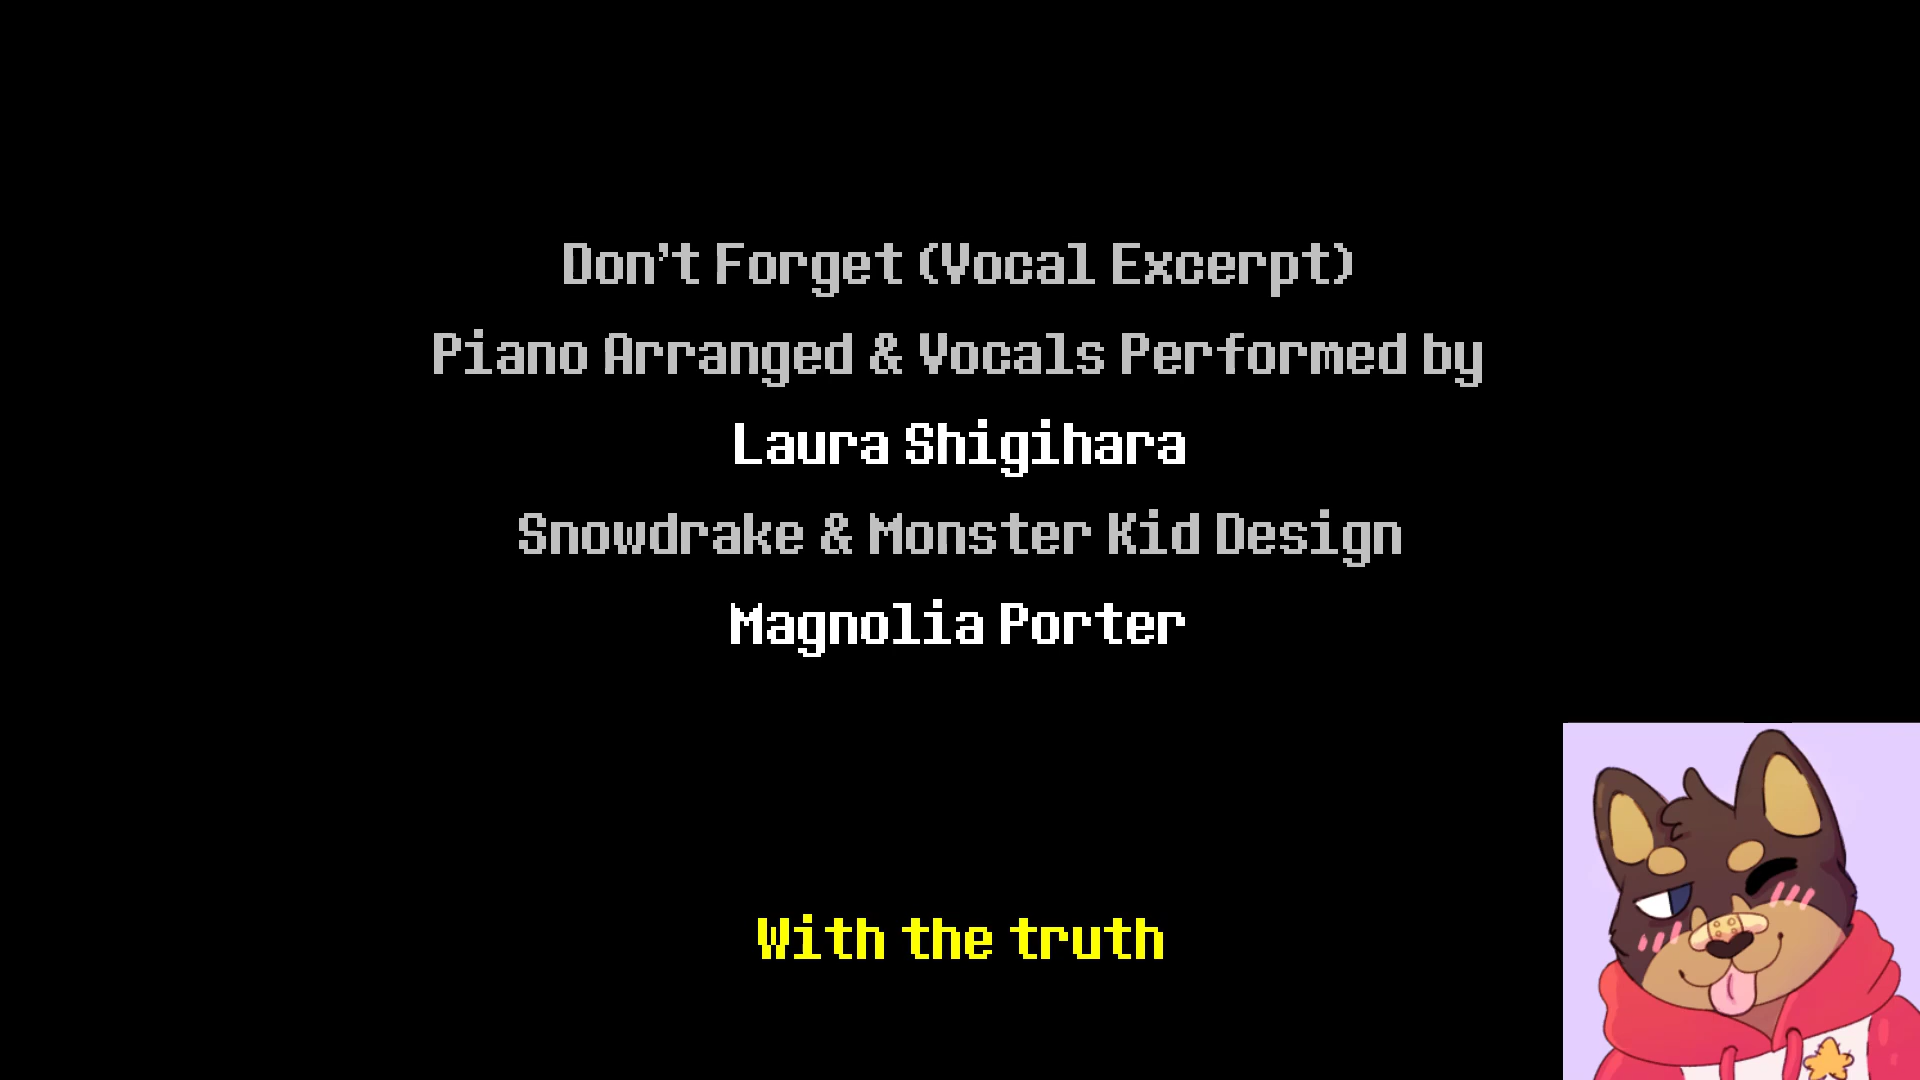 Don't Forget (Vocal Excerpt)
Piano Arranged & Vocals Performed by
Laura Shigihara
Snowdrake & Monster Kid Design
Magnolia Porter
With the truth